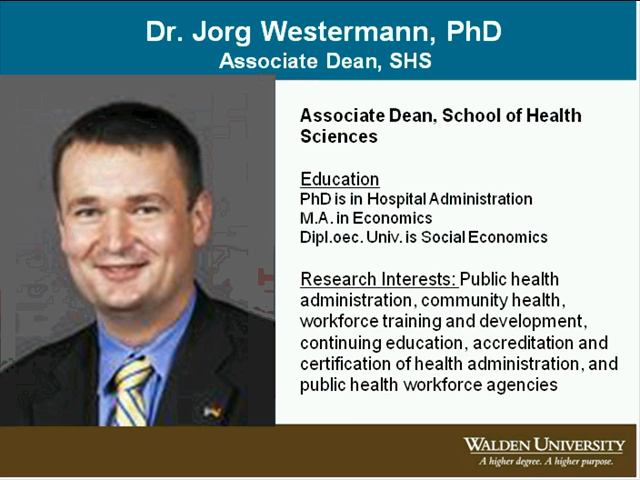 Dr. Jorg Westermann, PhD
Associate Dean, SHS
Associate Dean, School of Health
Sciences
Education
PhD is in Hospital Administration
M.A. in Economics
Dipl.oec. Univ. is Social Economics
Research Interests: Public health
administration, community health,
workforce training and development,
continuing education, accreditation and
certification of health administration, and
public health workforce agencies
WALDEN UNIVERSITY
A higher degree. A higher purpose.